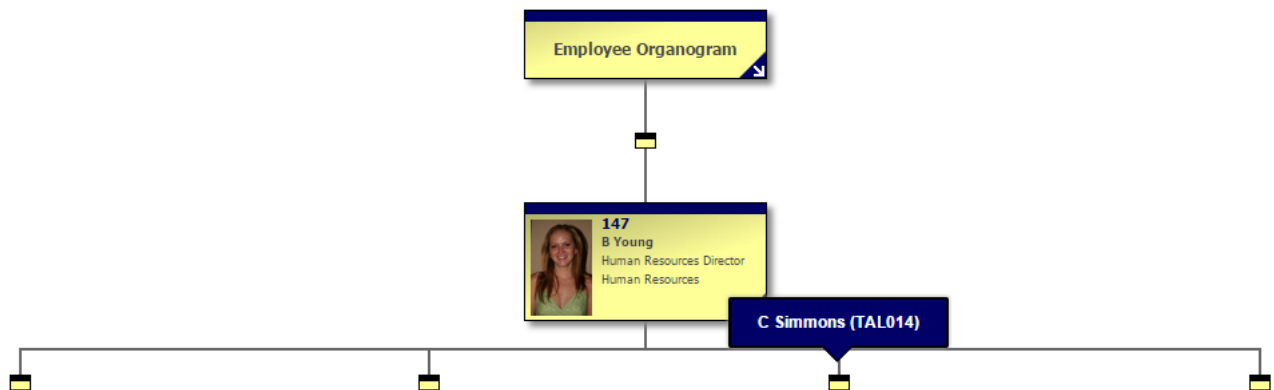 Employee Organogram
147
B Young
Human Resources Director
Human Resources
C Simmons (TAL014)